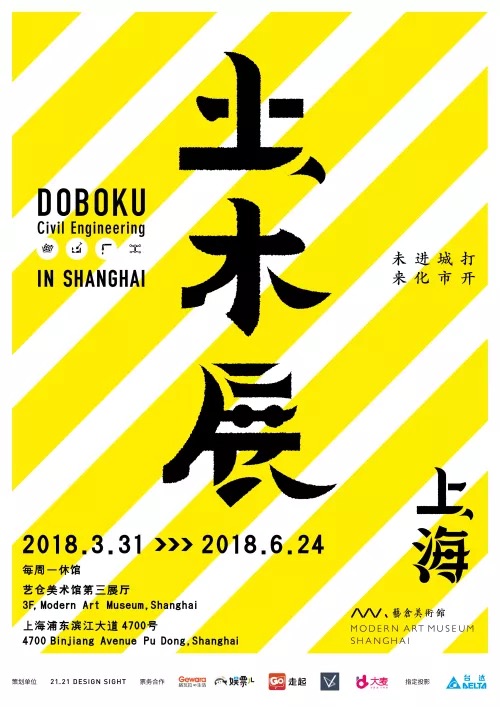 土木展
DOBOKU
Civil Engineering
IN SHANGHAI
打开
城市
进化
未来
上海
2018.3.31 >>> 2018.6.24
每周一休馆
艺仓美术馆第三展厅
3F, Modern Art Museum, Shanghai
上海浦东滨江大道4700号
4700 Binjiang Avenue Pu Dong, Shanghai
藝倉美術館
MODERN ART MUSEUM
SHANGHAI
策划单位 21_21 DESIGN SIGHT 票务合作 Gewara 娱票儿 Go 走起 大麦 指定投影 台达
DELTA